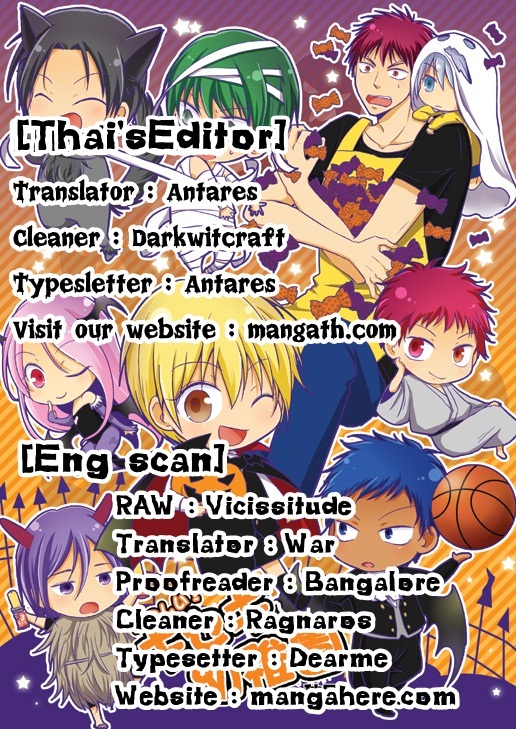 [Thai'sEditor]
Translator : Antares
Cleaner : Darkwitcraft
Typesletter : Antares
Visit our website : mangath.com
[Eng scan]
RAW : Vicissitude
Translator : War
Proofreader : Bangalore
Cleaner : Ragnaros
Typesetter : Dearme
Website : mangahere.com